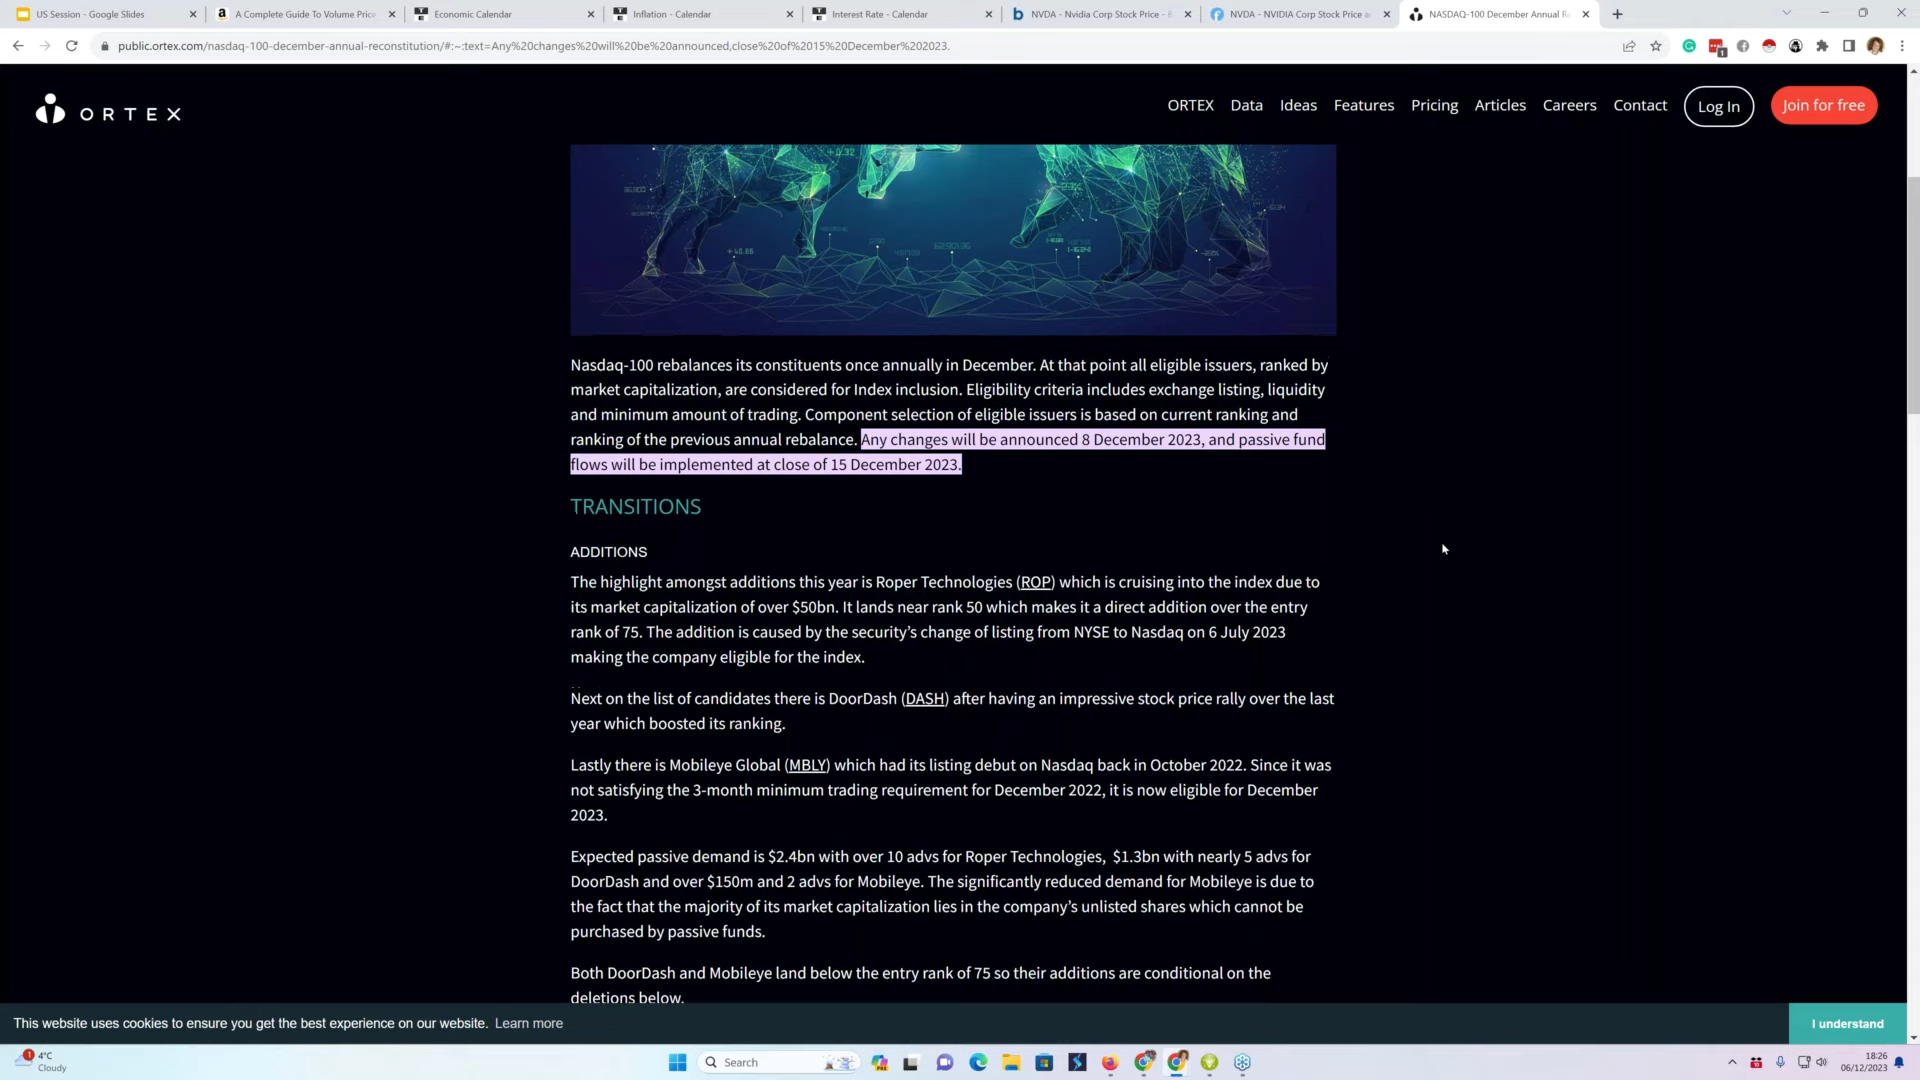 US Session - Google Slides
A Complete Guide To Volume Price
Economic Calendar
Inflation - Calendar
Interest Rate - Calendar
NVDA - Nvidia Corp Stock Price -
NVDA - NVIDIA Corp Stock Price
NASDAQ-100 December Annual R
public.ortex.com/nasdaq-100-december-annual-reconstitution/#:~:text=Any%20changes%20will%20be%20announced,close%20of%2015%20December%202023.
ORTEX
ORTEX Data Ideas Features Pricing Articles Careers Contact Log In Join for free
Nasdaq-100 rebalances its constituents once annually in December. At that point all eligible issuers, ranked by
market capitalization, are considered for Index inclusion. Eligibility criteria includes exchange listing, liquidity
and minimum amount of trading. Component selection of eligible issuers is based on current ranking and
ranking of the previous annual rebalance. Any changes will be announced 8 December 2023, and passive fund
flows will be implemented at close of 15 December 2023.
TRANSITIONS
ADDITIONS
The highlight amongst additions this year is Roper Technologies (ROP) which is cruising into the index due to
its market capitalization of over $50bn. It lands near rank 50 which makes it a direct addition over the entry
rank of 75. The addition is caused by the security’s change of listing from NYSE to Nasdaq on 6 July 2023
making the company eligible for the index.
Next on the list of candidates there is DoorDash (DASH) after having an impressive stock price rally over the last
year which boosted its ranking.
Lastly there is Mobileye Global (MBLY) which had its listing debut on Nasdaq back in October 2022. Since it was
not satisfying the 3-month minimum trading requirement for December 2022, it is now eligible for December
2023.
Expected passive demand is $2.4bn with over 10 advs for Roper Technologies, $1.3bn with nearly 5 advs for
DoorDash and over $150m and 2 advs for Mobileye. The significantly reduced demand for Mobileye is due to
the fact that the majority of its market capitalization lies in the company’s unlisted shares which cannot be
purchased by passive funds.
Both DoorDash and Mobileye land below the entry rank of 75 so their additions are conditional on the
deletions below.
This website uses cookies to ensure you get the best experience on our website. Learn more
I understand
4°C
Cloudy
Search
18:26
06/12/2023